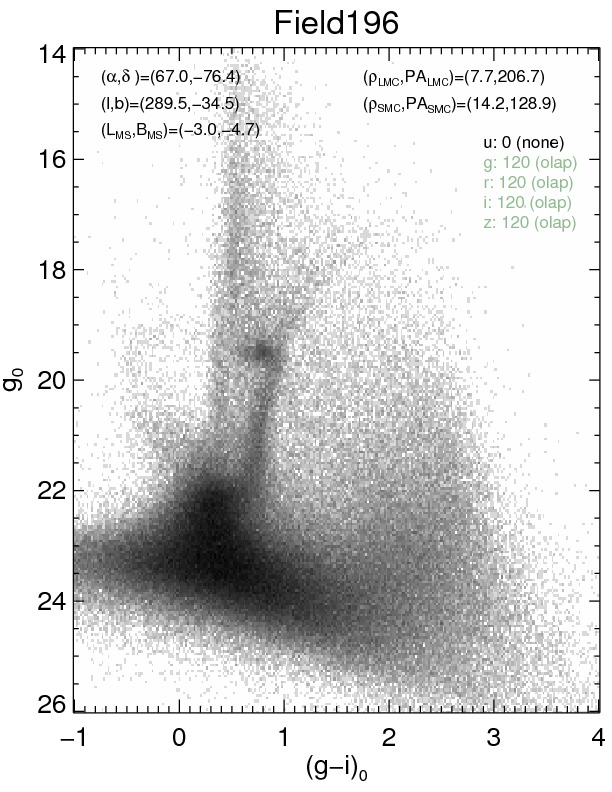 Field196
(α,δ )=(67.0,−76.4)
(ρLMC,PALMC)=(7.7,206.7)
(l,b)=(289.5,−34.5)
(ρSMC,PASMC)=(14.2,128.9)
(LMS,BMS)=(−3.0,−4.7)
u: 0 (none)
g: 120 (olap)
r: 120 (olap)
i: 120 (olap)
z: 120 (olap)
14
16
18
20
22
24
26
g0
−1 0 1 2 3 4
(g−i)0